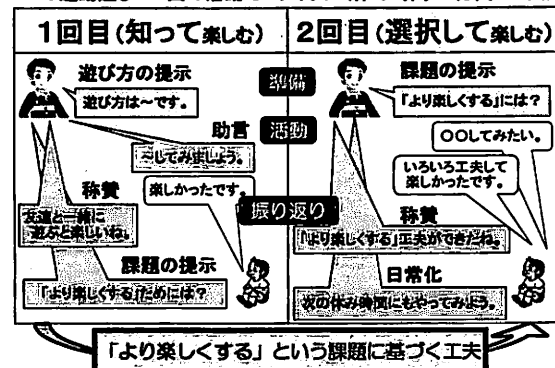 1回目(知って楽しむ)
遊び方の提示
遊び方は～です。
助言
～してみましょう。
称賛
楽しかったです。
友達と一緒に
遊ぶと楽しいね。
課題の提示
「より楽しくする」ためには？
準備
活動
振り返り
2回目(選択して楽しむ)
課題の提示
「より楽しくする」には？
〇〇してみたい。
いろいろ工夫して
楽しかったです。
称賛
「より楽しくする」工夫ができたね。
日常化
次の休み時間にもやってみよう。
「より楽しくする」という課題に基づく工夫